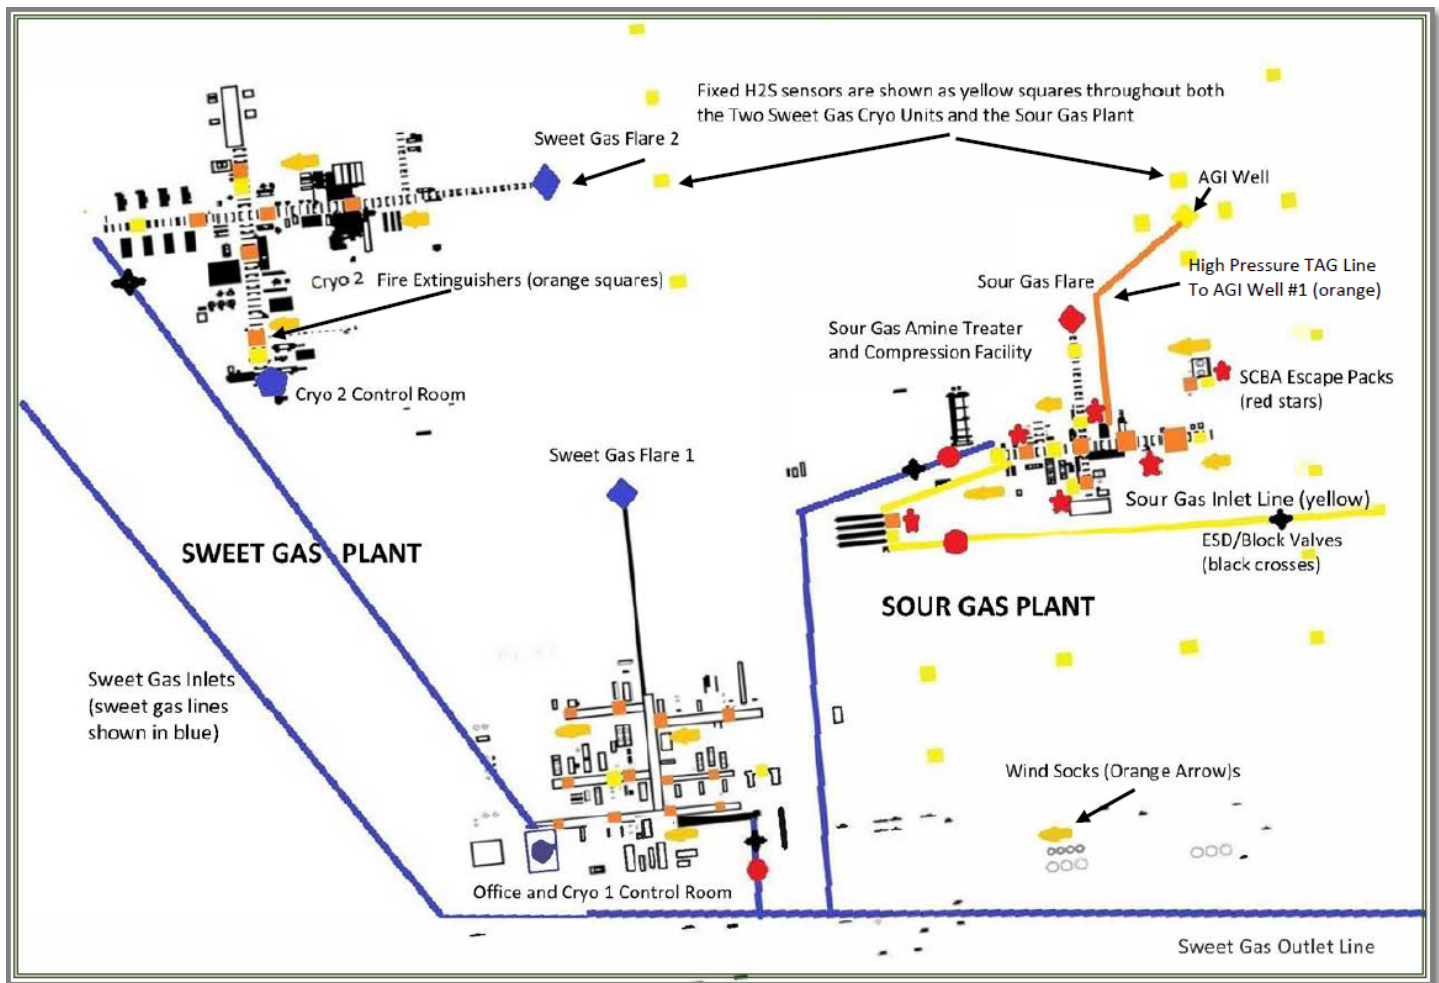 Fixed H2S sensors are shown as yellow squares throughout both
the Two Sweet Gas Cryo Units and the Sour Gas Plant
Sweet Gas Flare 2
AGI Well
High Pressure TAG Line
To AGI Well #1 (orange)
Sour Gas Flare
Cryo 2
Fire Extinguishers (orange squares)
Sour Gas Amine Treater
and Compression Facility
SCBA Escape Packs
(red stars)
Cryo 2 Control Room
Sweet Gas Flare 1
Sour Gas Inlet Line (yellow)
ESD/Block Valves
(black crosses)
SWEET GAS PLANT
SOUR GAS PLANT
Sweet Gas Inlets
(sweet gas lines
shown in blue)
Wind Socks (Orange Arrow)s
Office and Cryo 1 Control Room
Sweet Gas Outlet Line